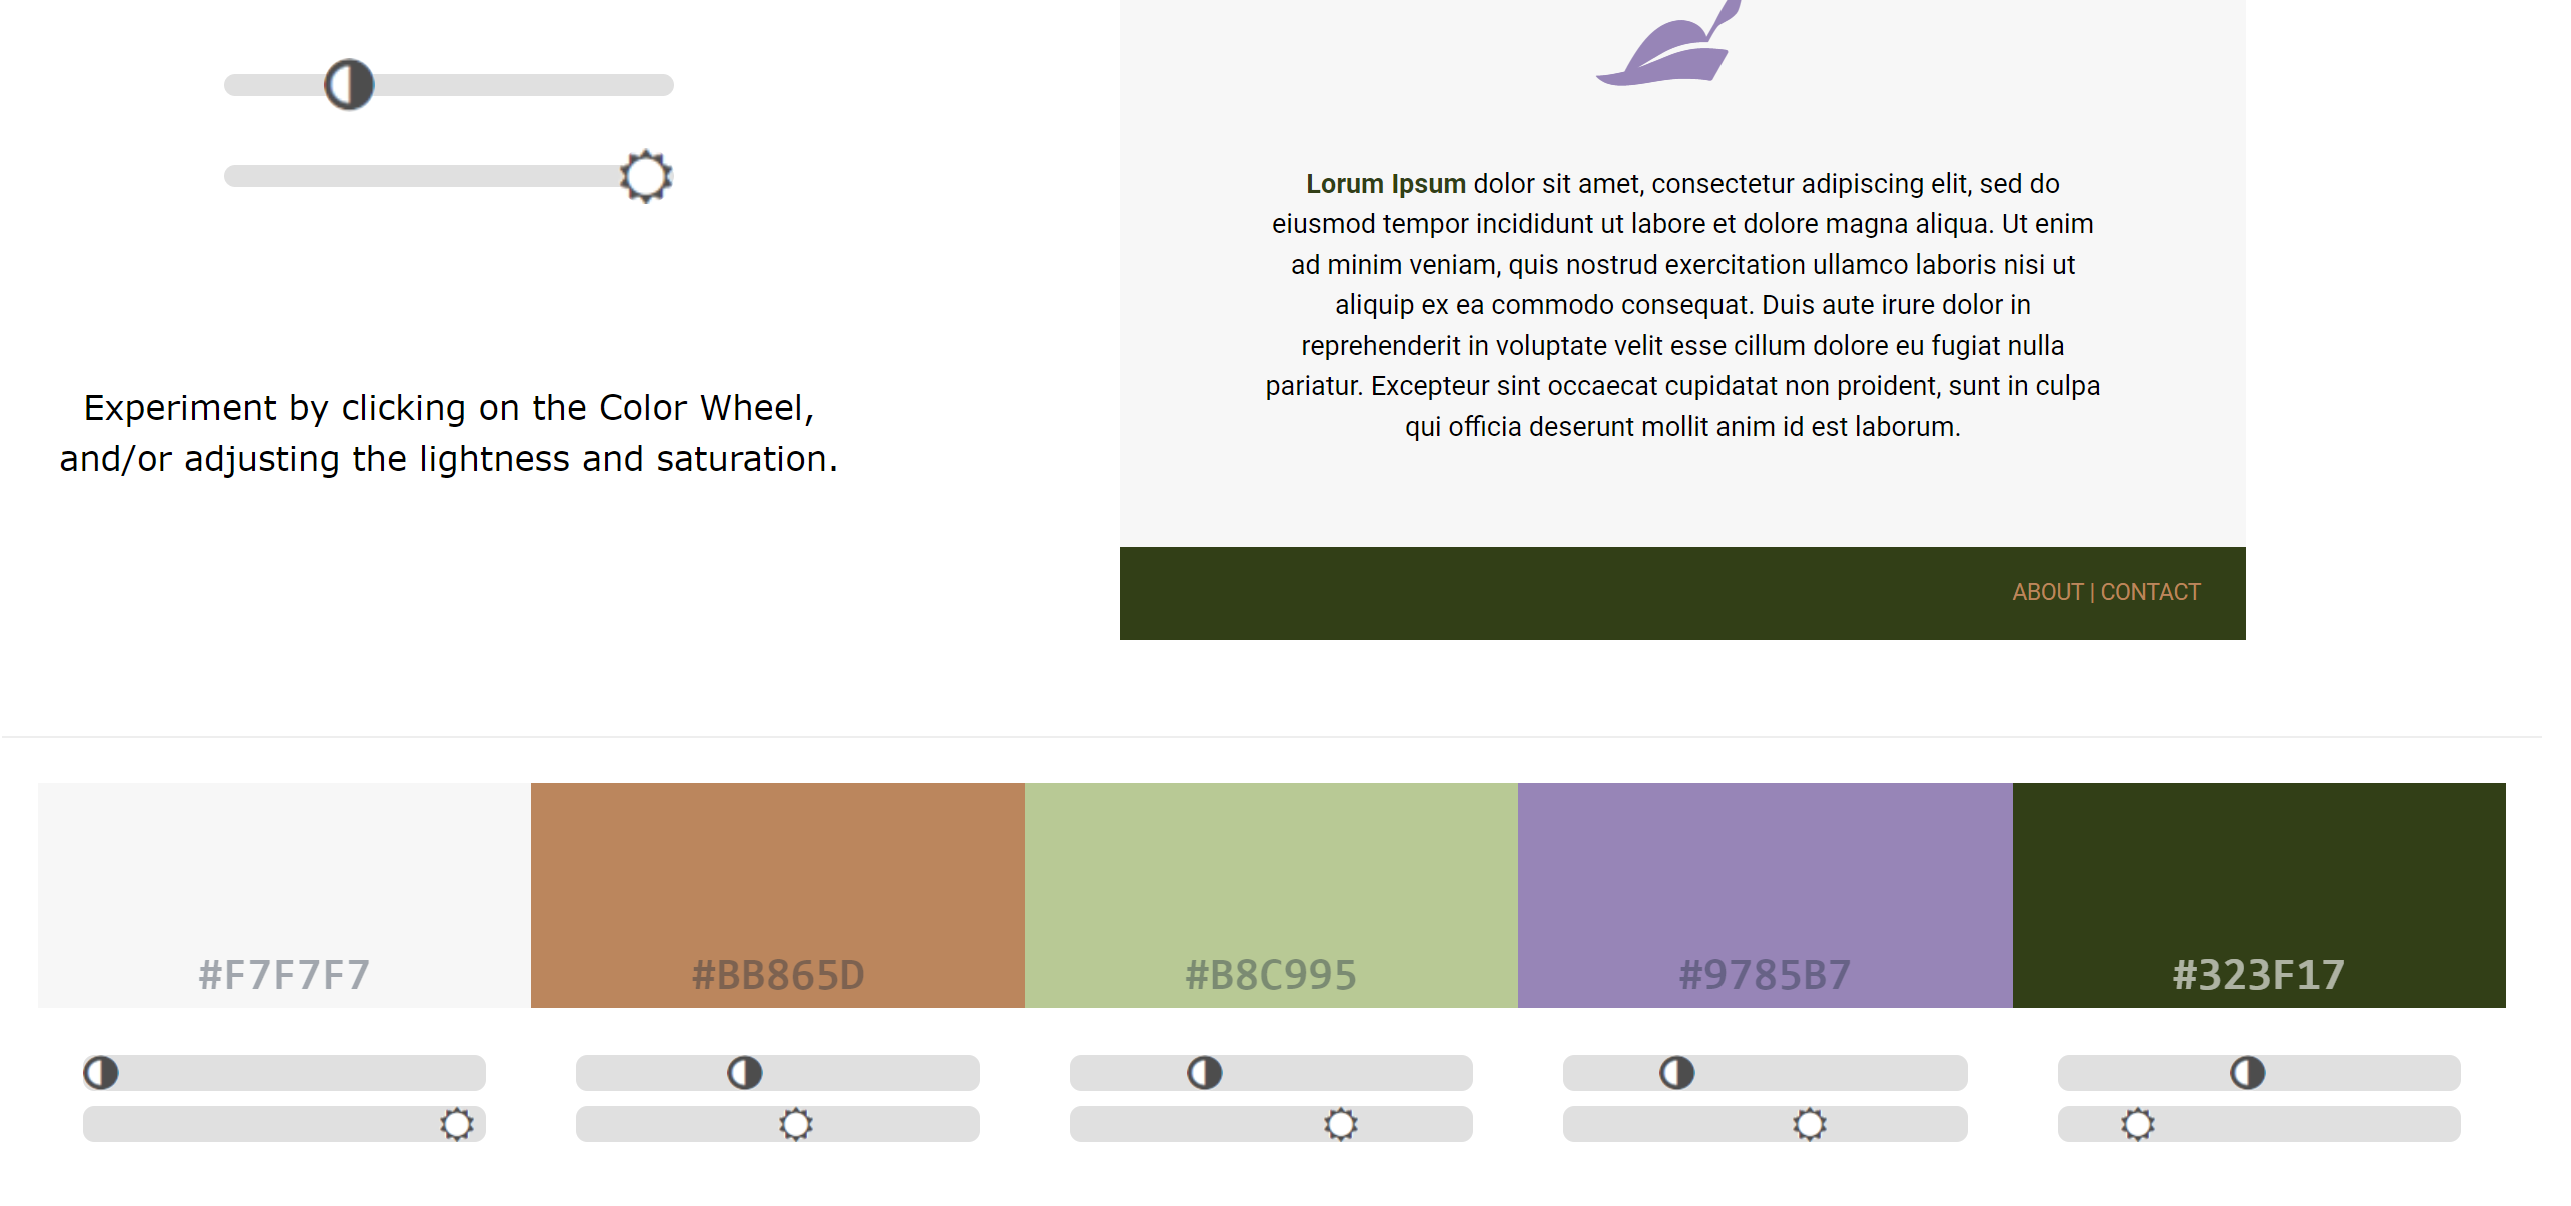 Lorum Ipsum dolor sit amet, consectetur adipiscing elit, sed do
eiusmod tempor incididunt ut labore et dolore magna aliqua. Ut enim
ad minim veniam, quis nostrud exercitation ullamco laboris nisi ut
aliquip ex ea commodo consequat. Duis aute irure dolor in
reprehenderit in voluptate velit esse cillum dolore eu fugiat nulla
pariatur. Excepteur sint occaecat cupidatat non proident, sunt in culpa
qui officia deserunt mollit anim id est laborum.
Experiment by clicking on the Color Wheel,
and/or adjusting the lightness and saturation.
ABOUT | CONTACT
#F7F7F7
#BB865D
#B8C995
#9785B7
#323F17